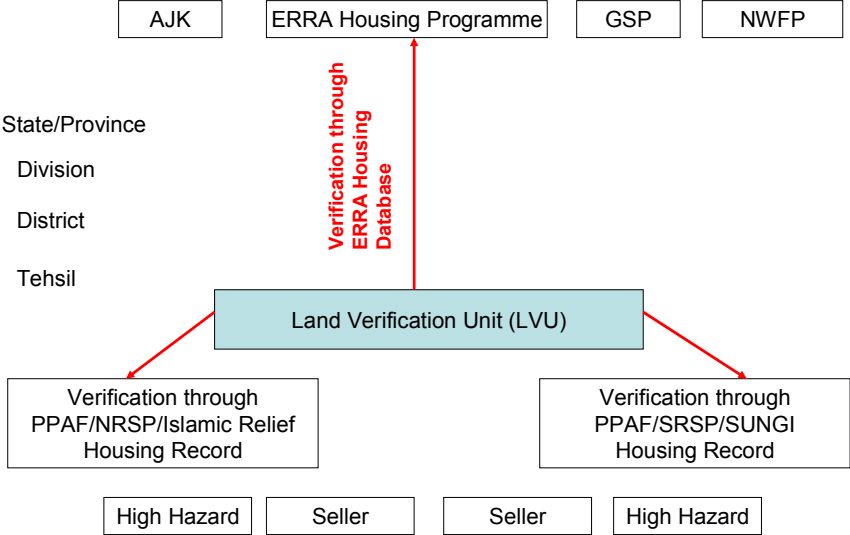 AJK
ERRA Housing Programme
GSP
NWFP
Verification through
ERRA Housing
Database
State/Province
Division
District
Tehsil
Land Verification Unit (LVU)
Verification through
PPAF/NRSP/Islamic Relief
Housing Record
Verification through
PPAF/SRSP/SUNGI
Housing Record
High Hazard
Seller
Seller
High Hazard